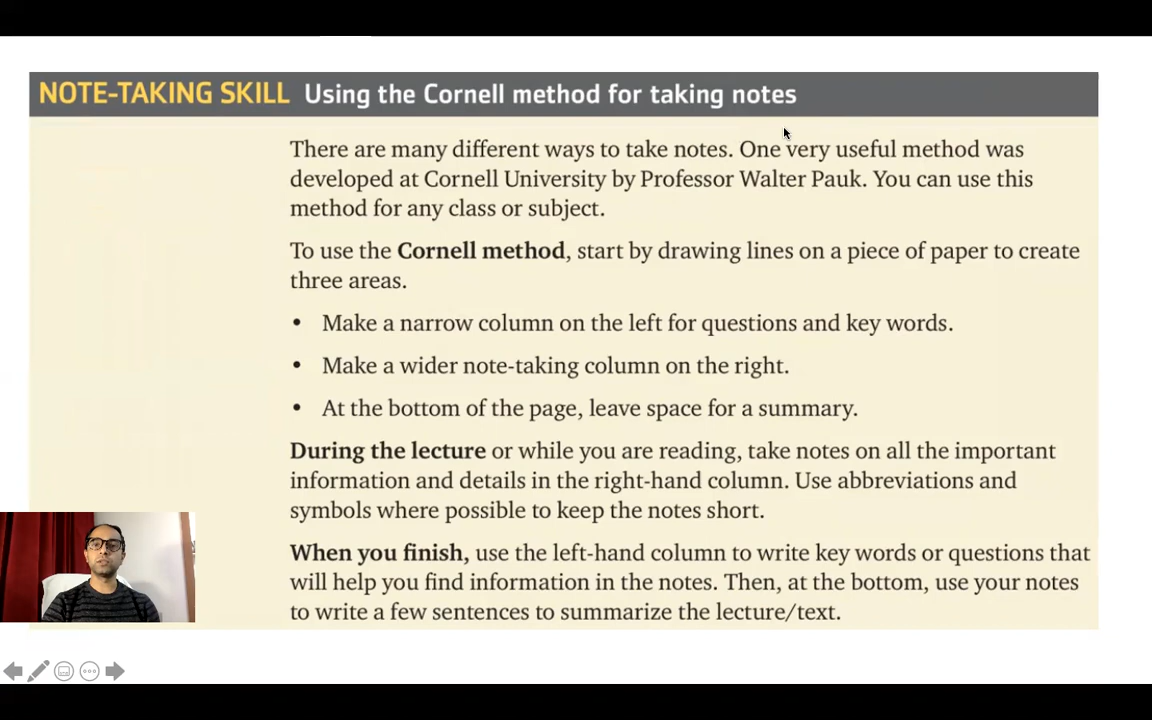 NOTE-TAKING SKILL Using the Cornell method for taking notes
There are many different ways to take notes. One very useful method was
developed at Cornell University by Professor Walter Pauk. You can use this
method for any class or subject.
To use the Cornell method, start by drawing lines on a piece of paper to create
three areas.
• Make a narrow column on the left for questions and key words.
• Make a wider note-taking column on the right.
• At the bottom of the page, leave space for a summary.
During the lecture or while you are reading, take notes on all the important
information and details in the right-hand column. Use abbreviations and
symbols where possible to keep the notes short.
When you finish, use the left-hand column to write key words or questions that
will help you find information in the notes. Then, at the bottom, use your notes
to write a few sentences to summarize the lecture/text.